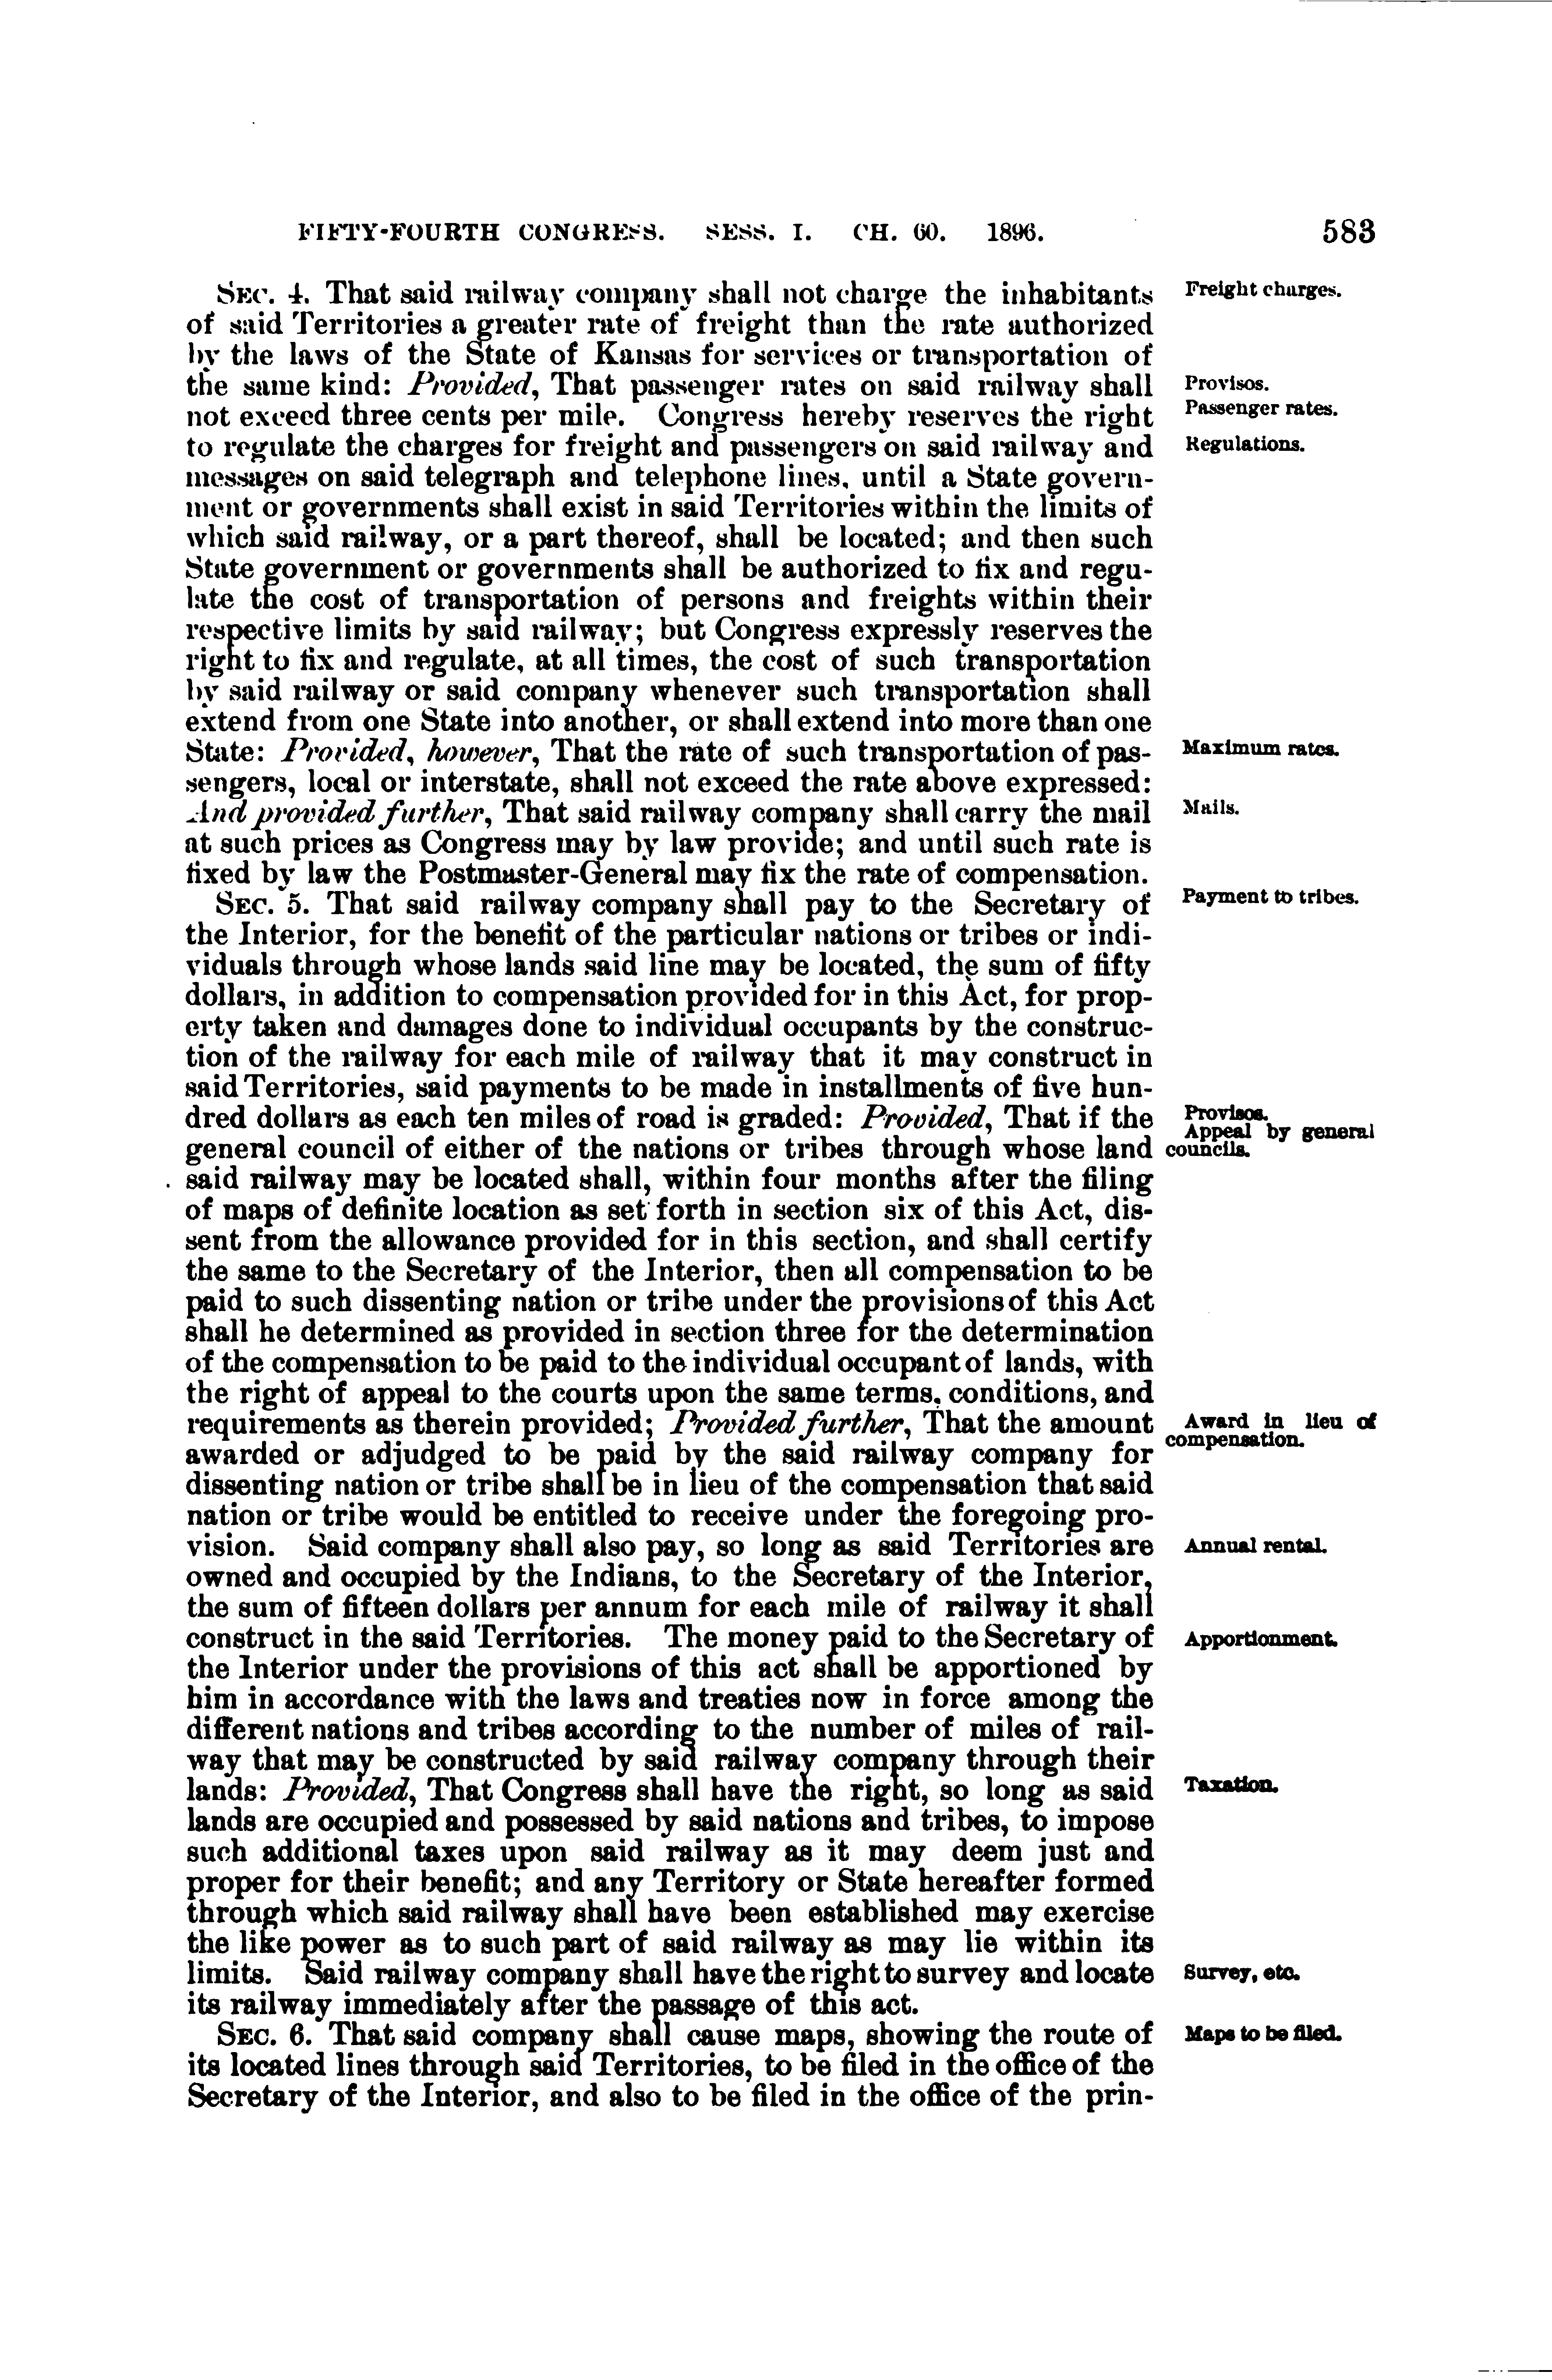 FIFTY-FOURTH CONGRESS. SESS. I. CH. 60. 1896. 583
SEC. 4. That said railway company shall not charge the inhabitants
Freight charges.
of said Territories a greater rate of freight than the rate authorized
by the laws of the State of Kansas for services or transportation of
the same kind: Provided, That passenger rates on said railway shall
Provisos.
not exceed three cents per mile. Congress hereby reserves the right
Passenger rates.
to regulate the charges for freight and passengers on said railway and
Regulations.
messages on said telegraph and telephone lines, until a State govern-
ment or governments shall exist in said Territories within the limits of
which said railway, or a part thereof, shall be located; and then such
State government or governments shall be authorized to fix and regu-
late the cost of transportation of persons and freights within their
respective limits by said railway; but Congress expressly reserves the
right to fix and regulate, at all times, the cost of such transportation
by said railway or said company whenever such transportation shall
extend from one State into another, or shall extend into more than one
State: Provided, however, That the rate of such transportation of pas-
Maximum rates.
sengers, local or interstate, shall not exceed the rate above expressed:
And provided further, That said railway company shall carry the mail
Mails.
at such prices as Congress may by law provide; and until such rate is
fixed by law the Postmaster-General may fix the rate of compensation.
SEC. 5. That said railway company shall pay to the Secretary of
Payment to tribes.
the Interior, for the benefit of the particular nations or tribes or indi-
viduals through whose lands said line may be located, the sum of fifty
dollars, in addition to compensation provided for in this Act, for prop-
erty taken and damages done to individual occupants by the construc-
tion of the railway for each mile of railway that it may construct in
said Territories, said payments to be made in installments of five hun-
dred dollars as each ten miles of road is graded: Provided, That if the
Provisos.
Appeal by general
general council of either of the nations or tribes through whose land
councils.
said railway may be located shall, within four months after the filing
of maps of definite location as set forth in section six of this Act, dis-
sent from the allowance provided for in this section, and shall certify
the same to the Secretary of the Interior, then all compensation to be
paid to such dissenting nation or tribe under the provisions of this Act
shall be determined as provided in section three for the determination
of the compensation to be paid to the individual occupant of lands, with
the right of appeal to the courts upon the same terms, conditions, and
requirements as therein provided; Provided further, That the amount
Award in lieu of
compensation.
awarded or adjudged to be paid by the said railway company for
dissenting nation or tribe shall be in lieu of the compensation that said
nation or tribe would be entitled to receive under the foregoing pro-
vision. Said company shall also pay, so long as said Territories are
Annual rental.
owned and occupied by the Indians, to the Secretary of the Interior,
the sum of fifteen dollars per annum for each mile of railway it shall
construct in the said Territories. The money paid to the Secretary of
Apportionment.
the Interior under the provisions of this act shall be apportioned by
him in accordance with the laws and treaties now in force among the
different nations and tribes according to the number of miles of rail-
way that may be constructed by said railway company through their
lands: Provided, That Congress shall have the right, so long as said
Taxation.
lands are occupied and possessed by said nations and tribes, to impose
such additional taxes upon said railway as it may deem just and
proper for their benefit; and any Territory or State hereafter formed
through which said railway shall have been established may exercise
the like power as to such part of said railway as may lie within its
limits. Said railway company shall have the right to survey and locate
Survey, etc.
its railway immediately after the passage of this act.
SEC. 6. That said company shall cause maps, showing the route of
Maps to be filed.
its located lines through said Territories, to be filed in the office of the
Secretary of the Interior, and also to be filed in the office of the prin-